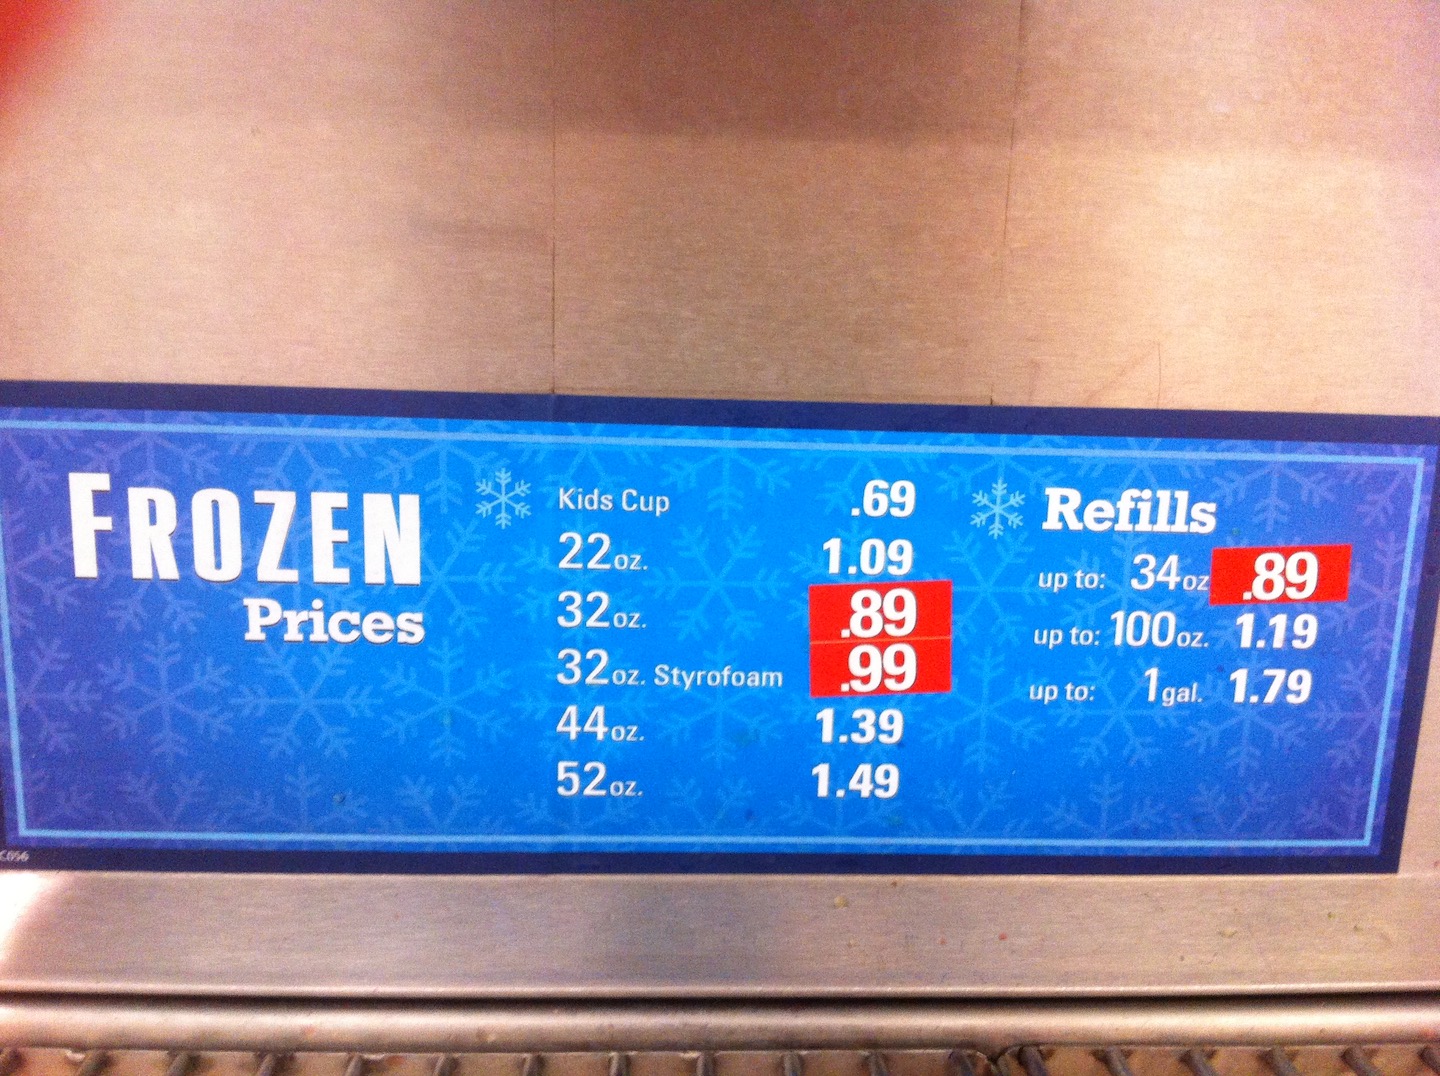 FROZEN
Prices
Kids Cup .69
22oz. 1.09
32oz. .89
32oz. Styrofoam .99
44oz. 1.39
52oz. 1.49
Refills
up to: 34oz .89
up to: 100oz. 1.19
up to: 1gal. 1.79
C056